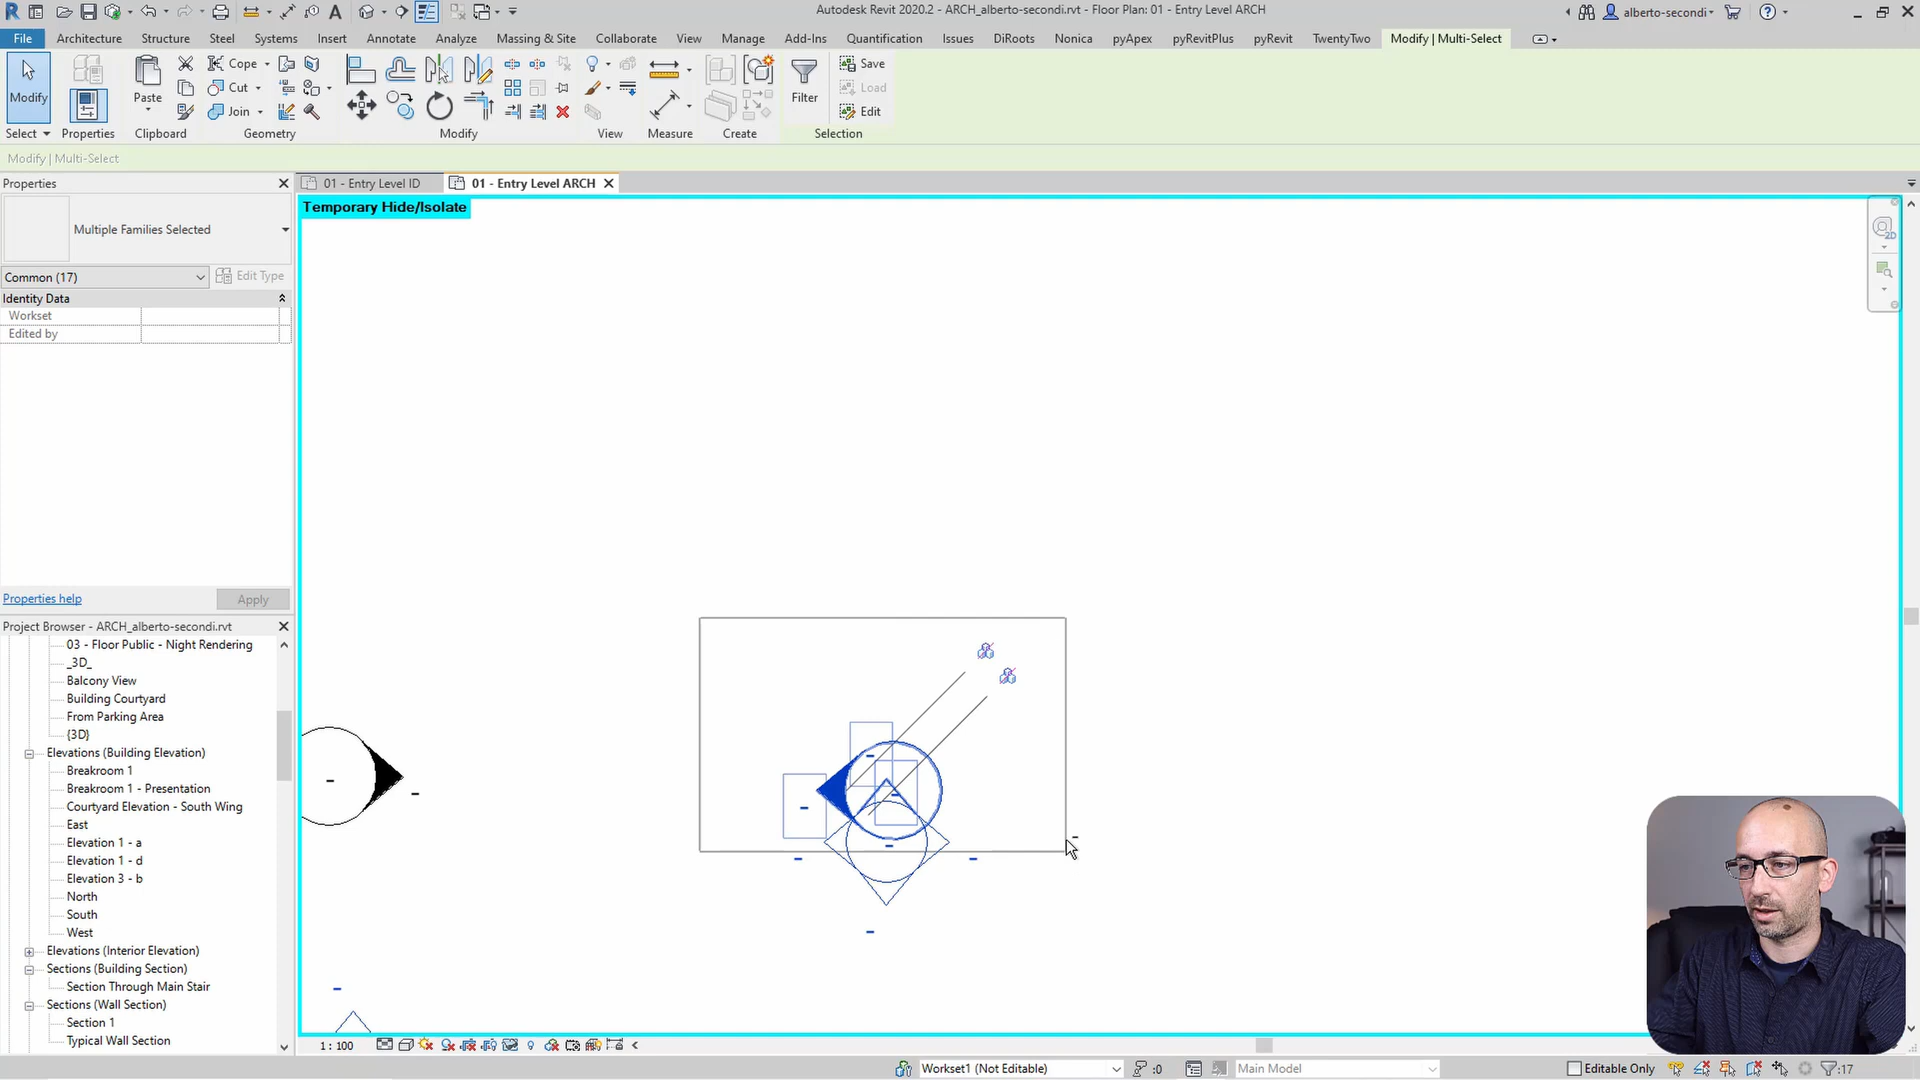 Autodesk Revit 2020.2 - ARCH_alberto-secondi.rvt - Floor Plan: 01 - Entry Level ARCH
alberto-secondi
File Architecture Structure Steel Systems Insert Annotate Analyze Massing & Site Collaborate View Manage Add-Ins Quantification Issues DiRoots Nonica pyApex pyRevitPlus pyRevit TwentyTwo Modify | Multi-Select
Modify
Paste
Cope
Cut
Join
Filter
Save
Load
Edit
Select Properties Clipboard Geometry Modify View Measure Create Selection
Modify | Multi-Select
Properties
Multiple Families Selected
Common (17)
Edit Type
Identity Data
Workset
Edited by
Properties help
Apply
01 - Entry Level ID
01 - Entry Level ARCH
Temporary Hide/Isolate
2D
Project Browser - ARCH_alberto-secondi.rvt
03 - Floor Public - Night Rendering
_3D_
Balcony View
Building Courtyard
From Parking Area
{3D}
Elevations (Building Elevation)
Breakroom 1
Breakroom 1 - Presentation
Courtyard Elevation - South Wing
East
Elevation 1 - a
Elevation 1 - d
Elevation 3 - b
North
South
West
Elevations (Interior Elevation)
Sections (Building Section)
Section Through Main Stair
Sections (Wall Section)
Section 1
Typical Wall Section
1 : 100
Workset1 (Not Editable)
:0
Main Model
Editable Only
:17